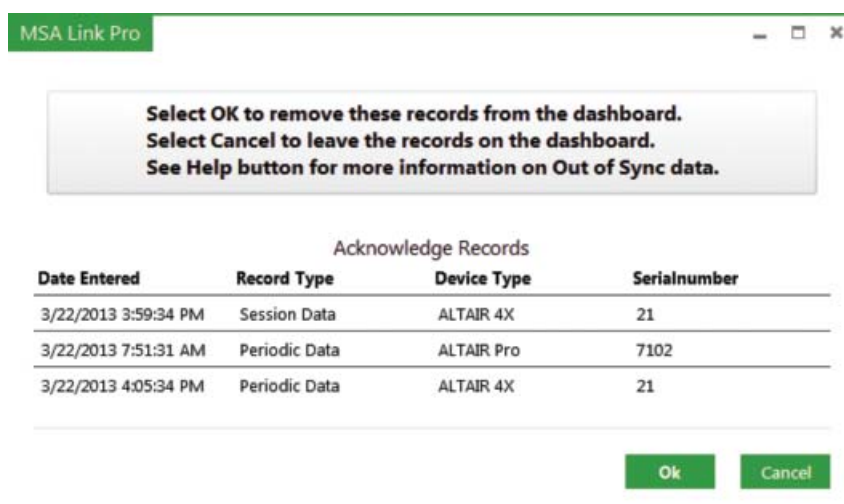 MSA Link Pro
Select OK to remove these records from the dashboard.
Select Cancel to leave the records on the dashboard.
See Help button for more information on Out of Sync data.
Acknowledge Records
Date Entered Record Type Device Type Serialnumber
3/22/2013 3:59:34 PM Session Data ALTAIR 4X 21
3/22/2013 7:51:31 AM Periodic Data ALTAIR Pro 7102
3/22/2013 4:05:34 PM Periodic Data ALTAIR 4X 21
Ok Cancel